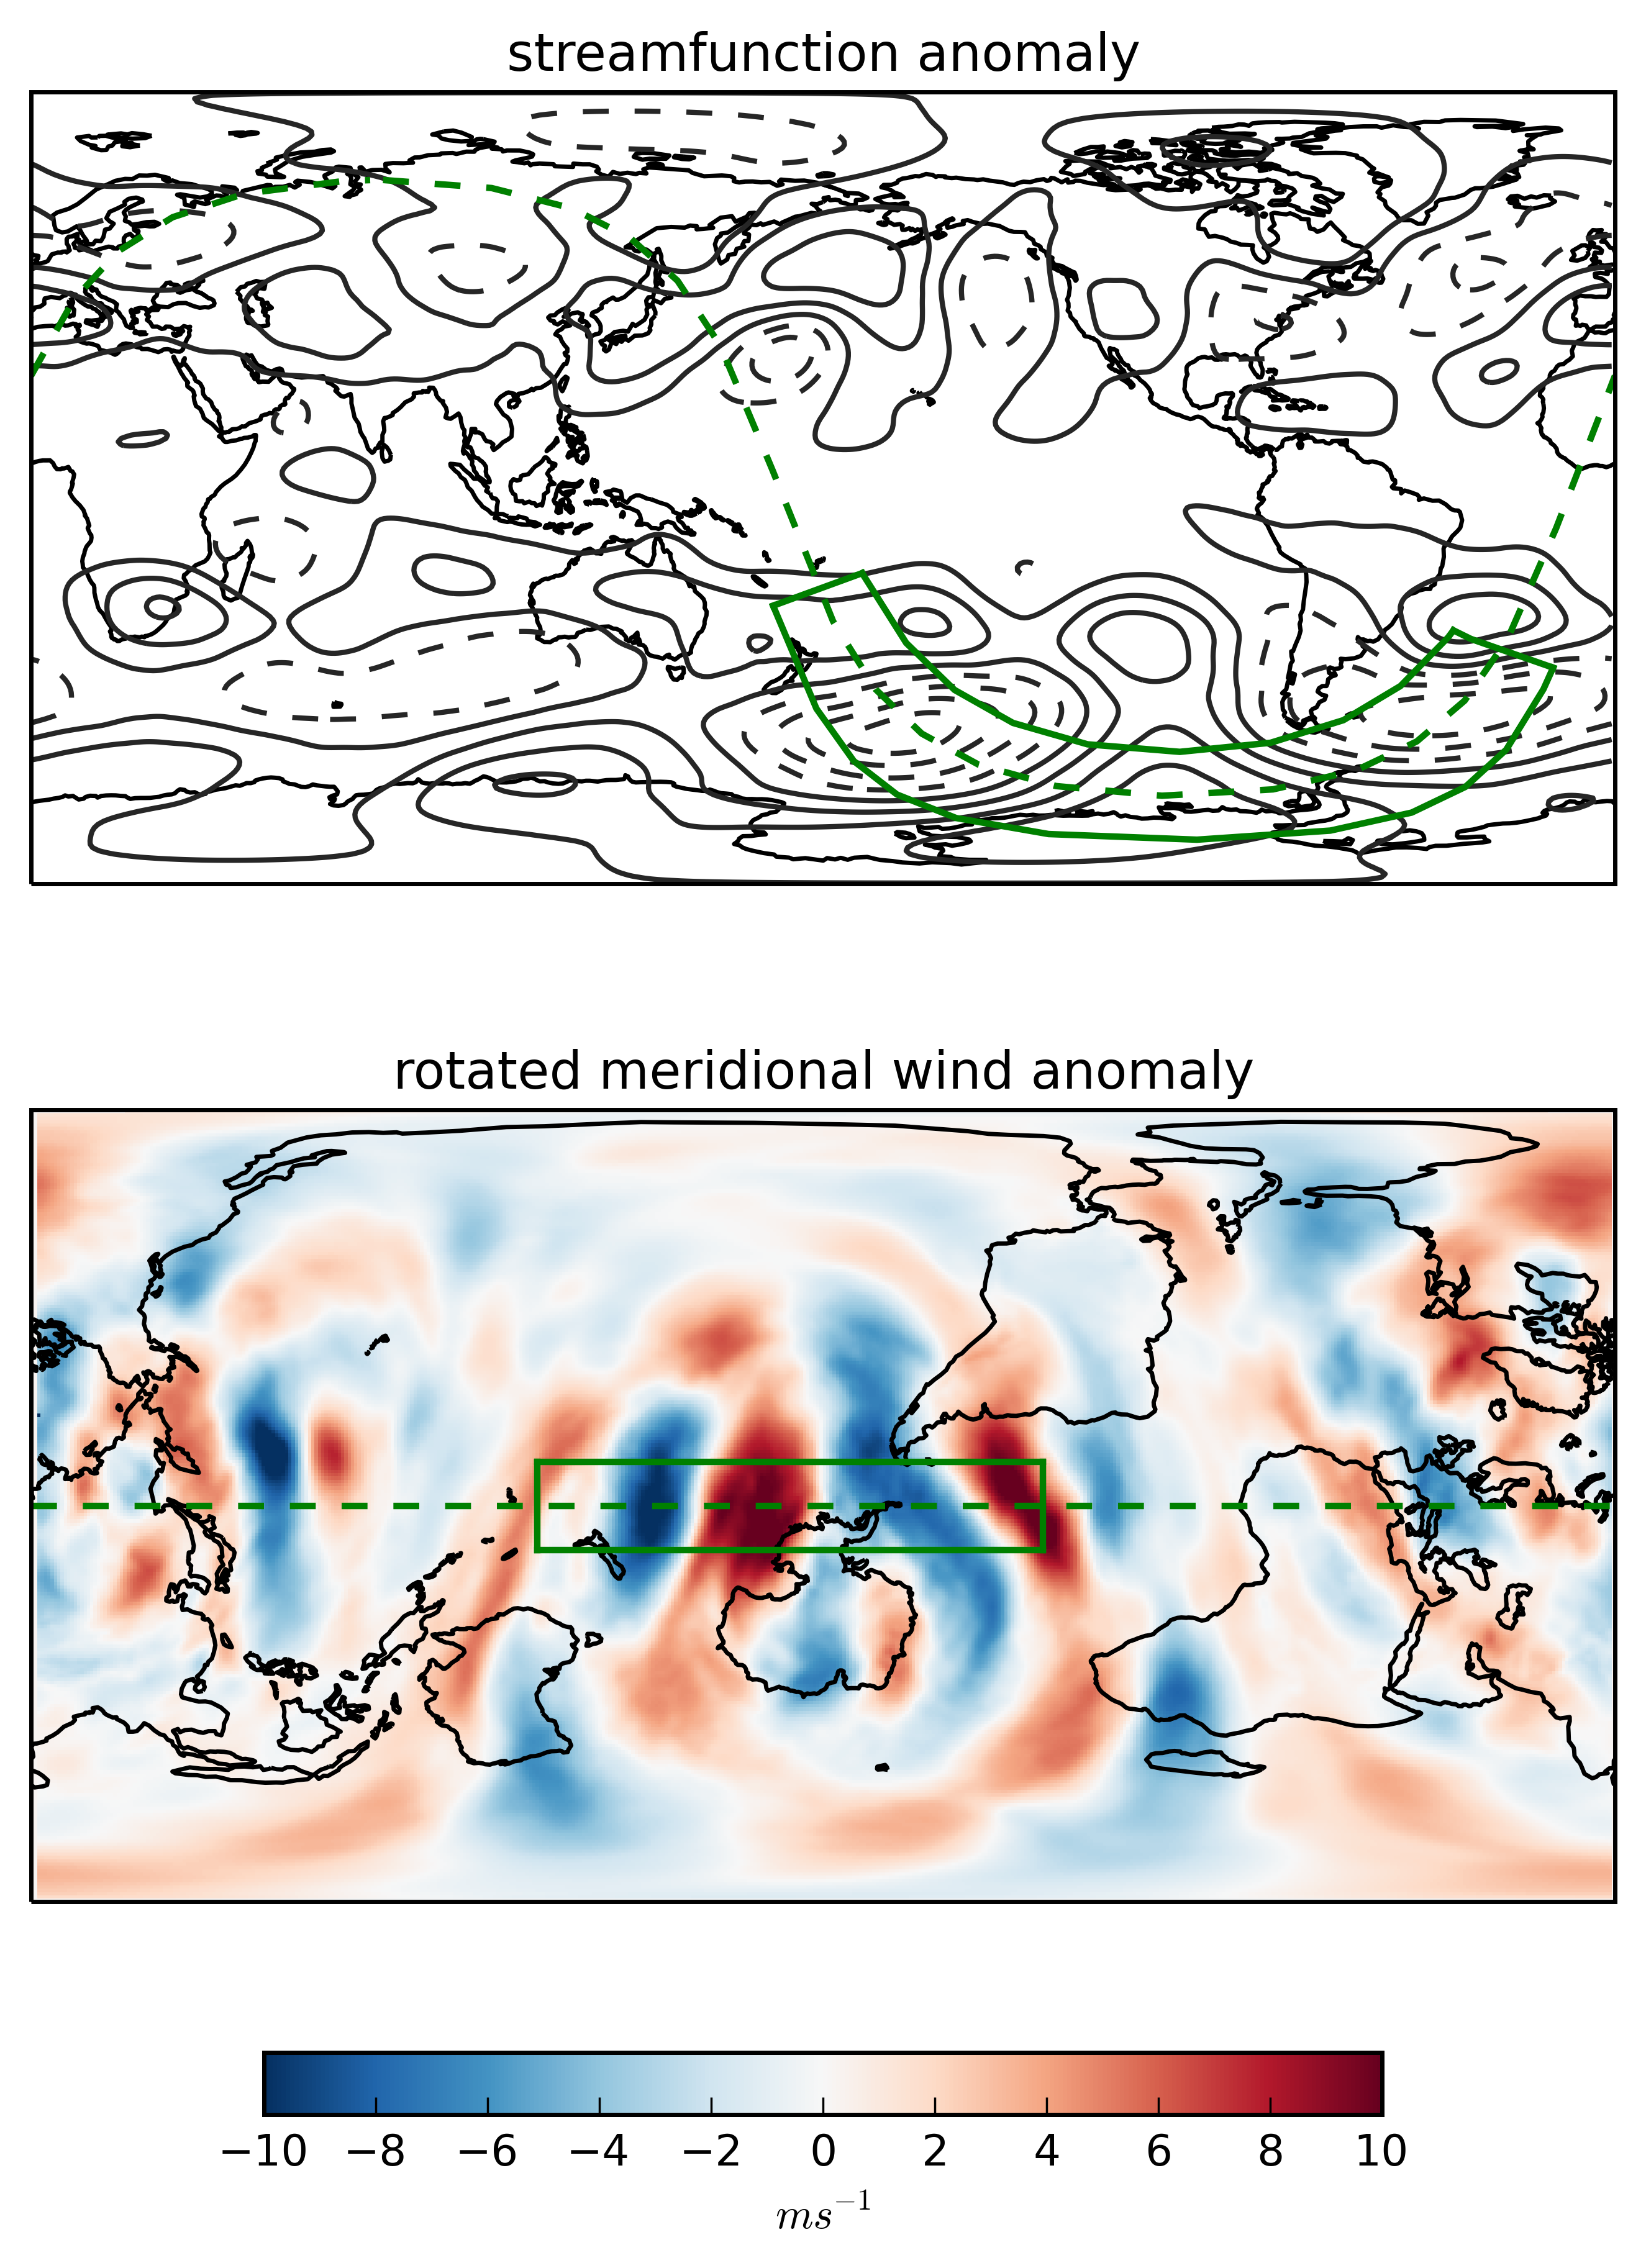 streamfunction anomaly
rotated meridional wind anomaly
−10 −8 −6 −4 −2 0 2 4 6 8 10
ms⁻¹